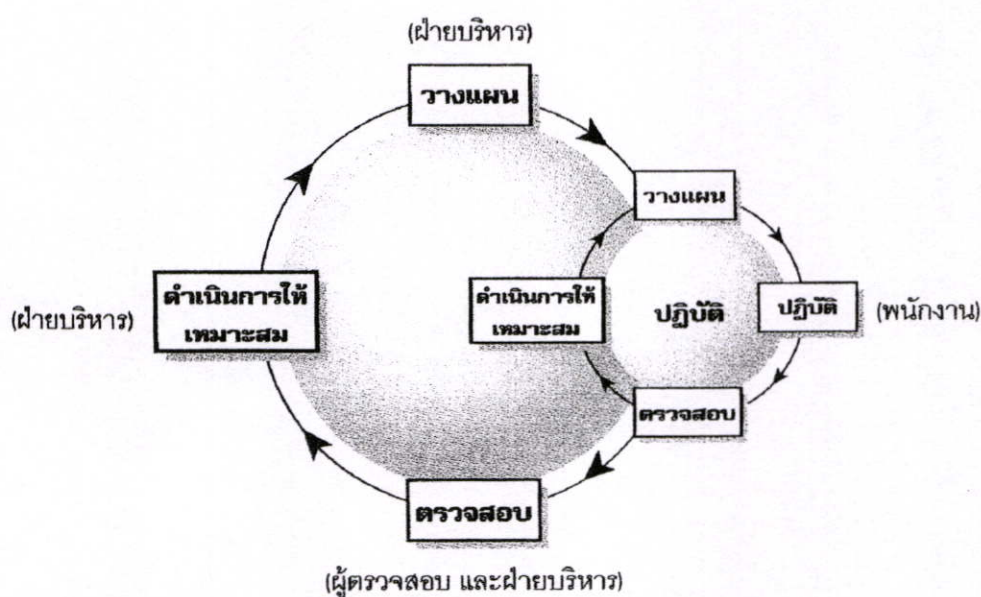 (ฝ่ายบริหาร)
วางแผน
วางแผน
(ฝ่ายบริหาร)
ดำเนินการให้
เหมาะสม
ดำเนินการให้
เหมาะสม
ปฏิบัติ
ปฏิบัติ
(พนักงาน)
ตรวจสอบ
ตรวจสอบ
(ผู้ตรวจสอบ และฝ่ายบริหาร)